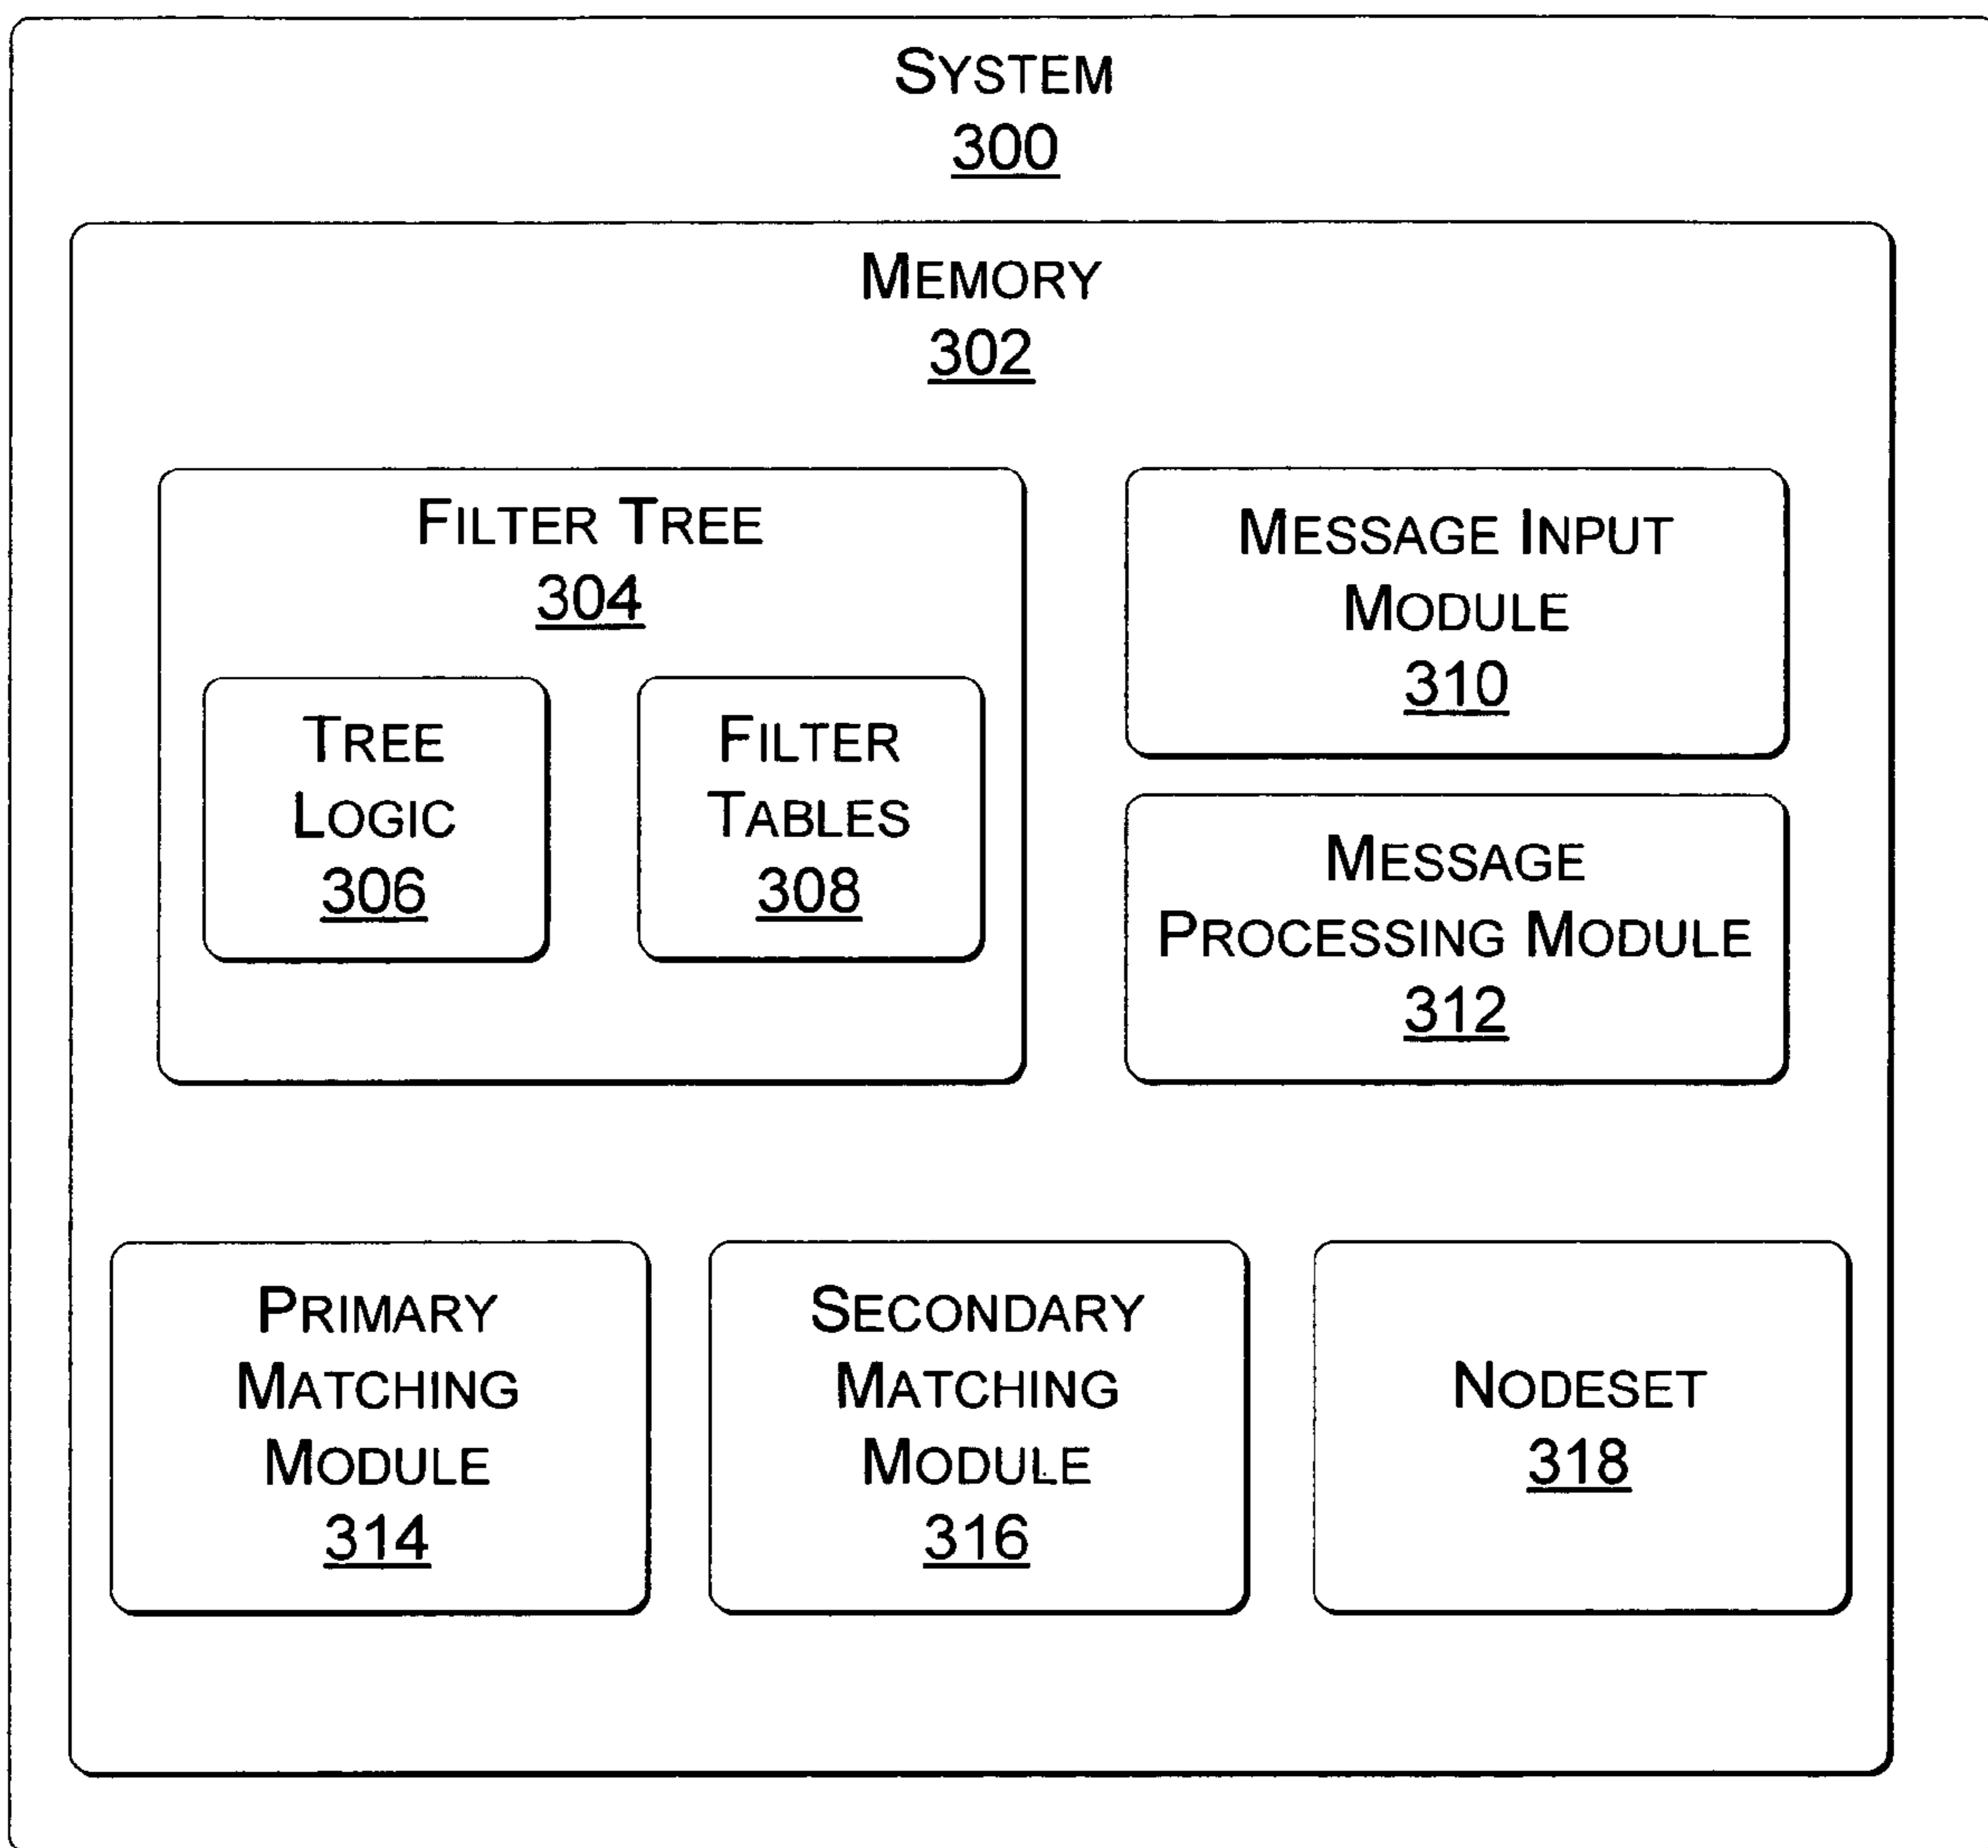 SYSTEM
300
MEMORY
302
FILTER TREE
304
TREE
LOGIC
306
FILTER
TABLES
308
MESSAGE INPUT
MODULE
310
MESSAGE
PROCESSING MODULE
312
PRIMARY
MATCHING
MODULE
314
SECONDARY
MATCHING
MODULE
316
NODESET
318